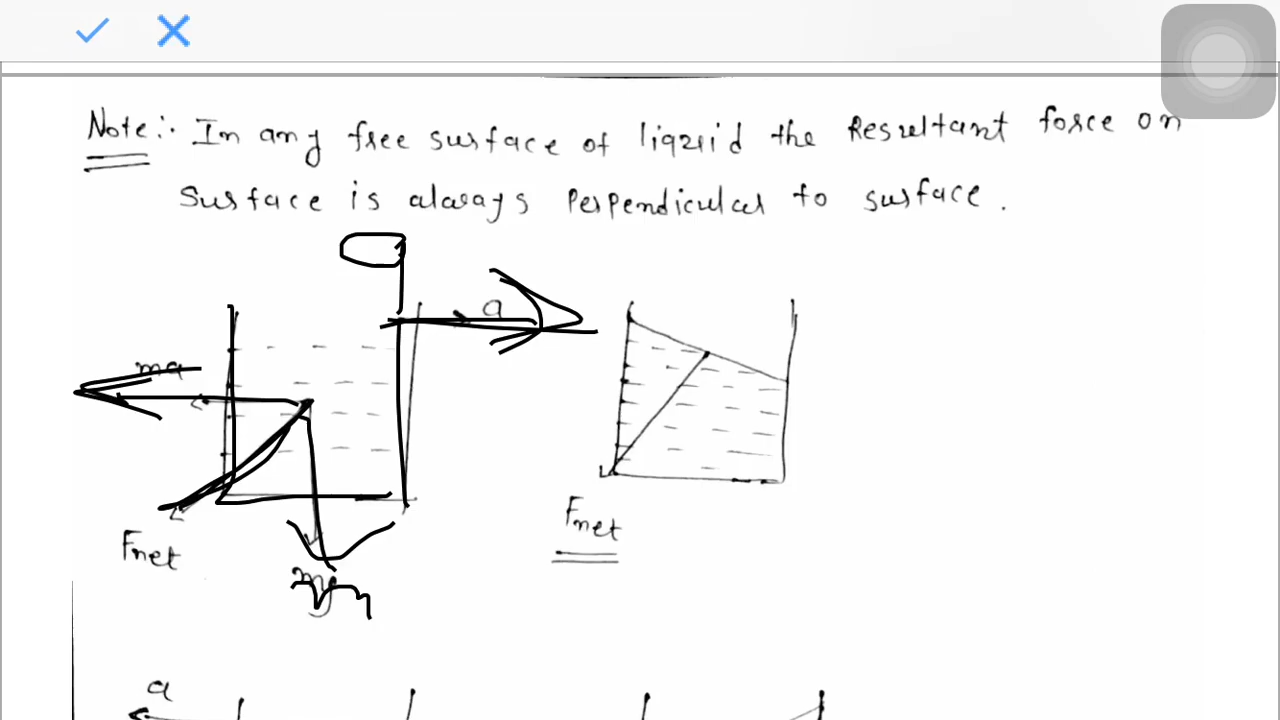 Note:- In any free surface of liquid the Resultant force on
surface is always perpendicular to surface.
a
ma
Fnet
mg
Fnet
a